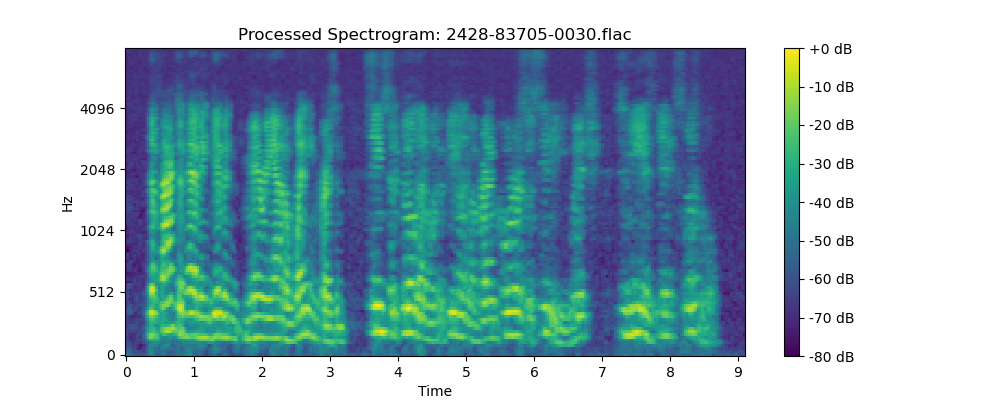 Processed Spectrogram: 2428-83705-0030.flac
Hz
4096
2048
1024
512
0
0 1 2 3 4 5 6 7 8 9
Time
+0 dB
-10 dB
-20 dB
-30 dB
-40 dB
-50 dB
-60 dB
-70 dB
-80 dB